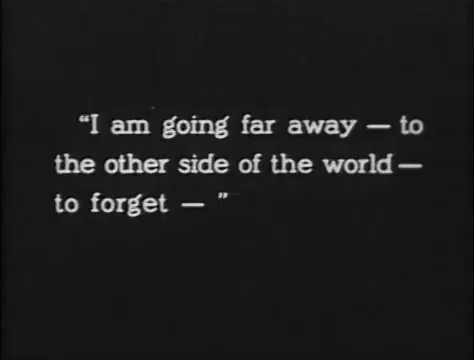 “I am going far away — to
the other side of the world —
to forget — ”